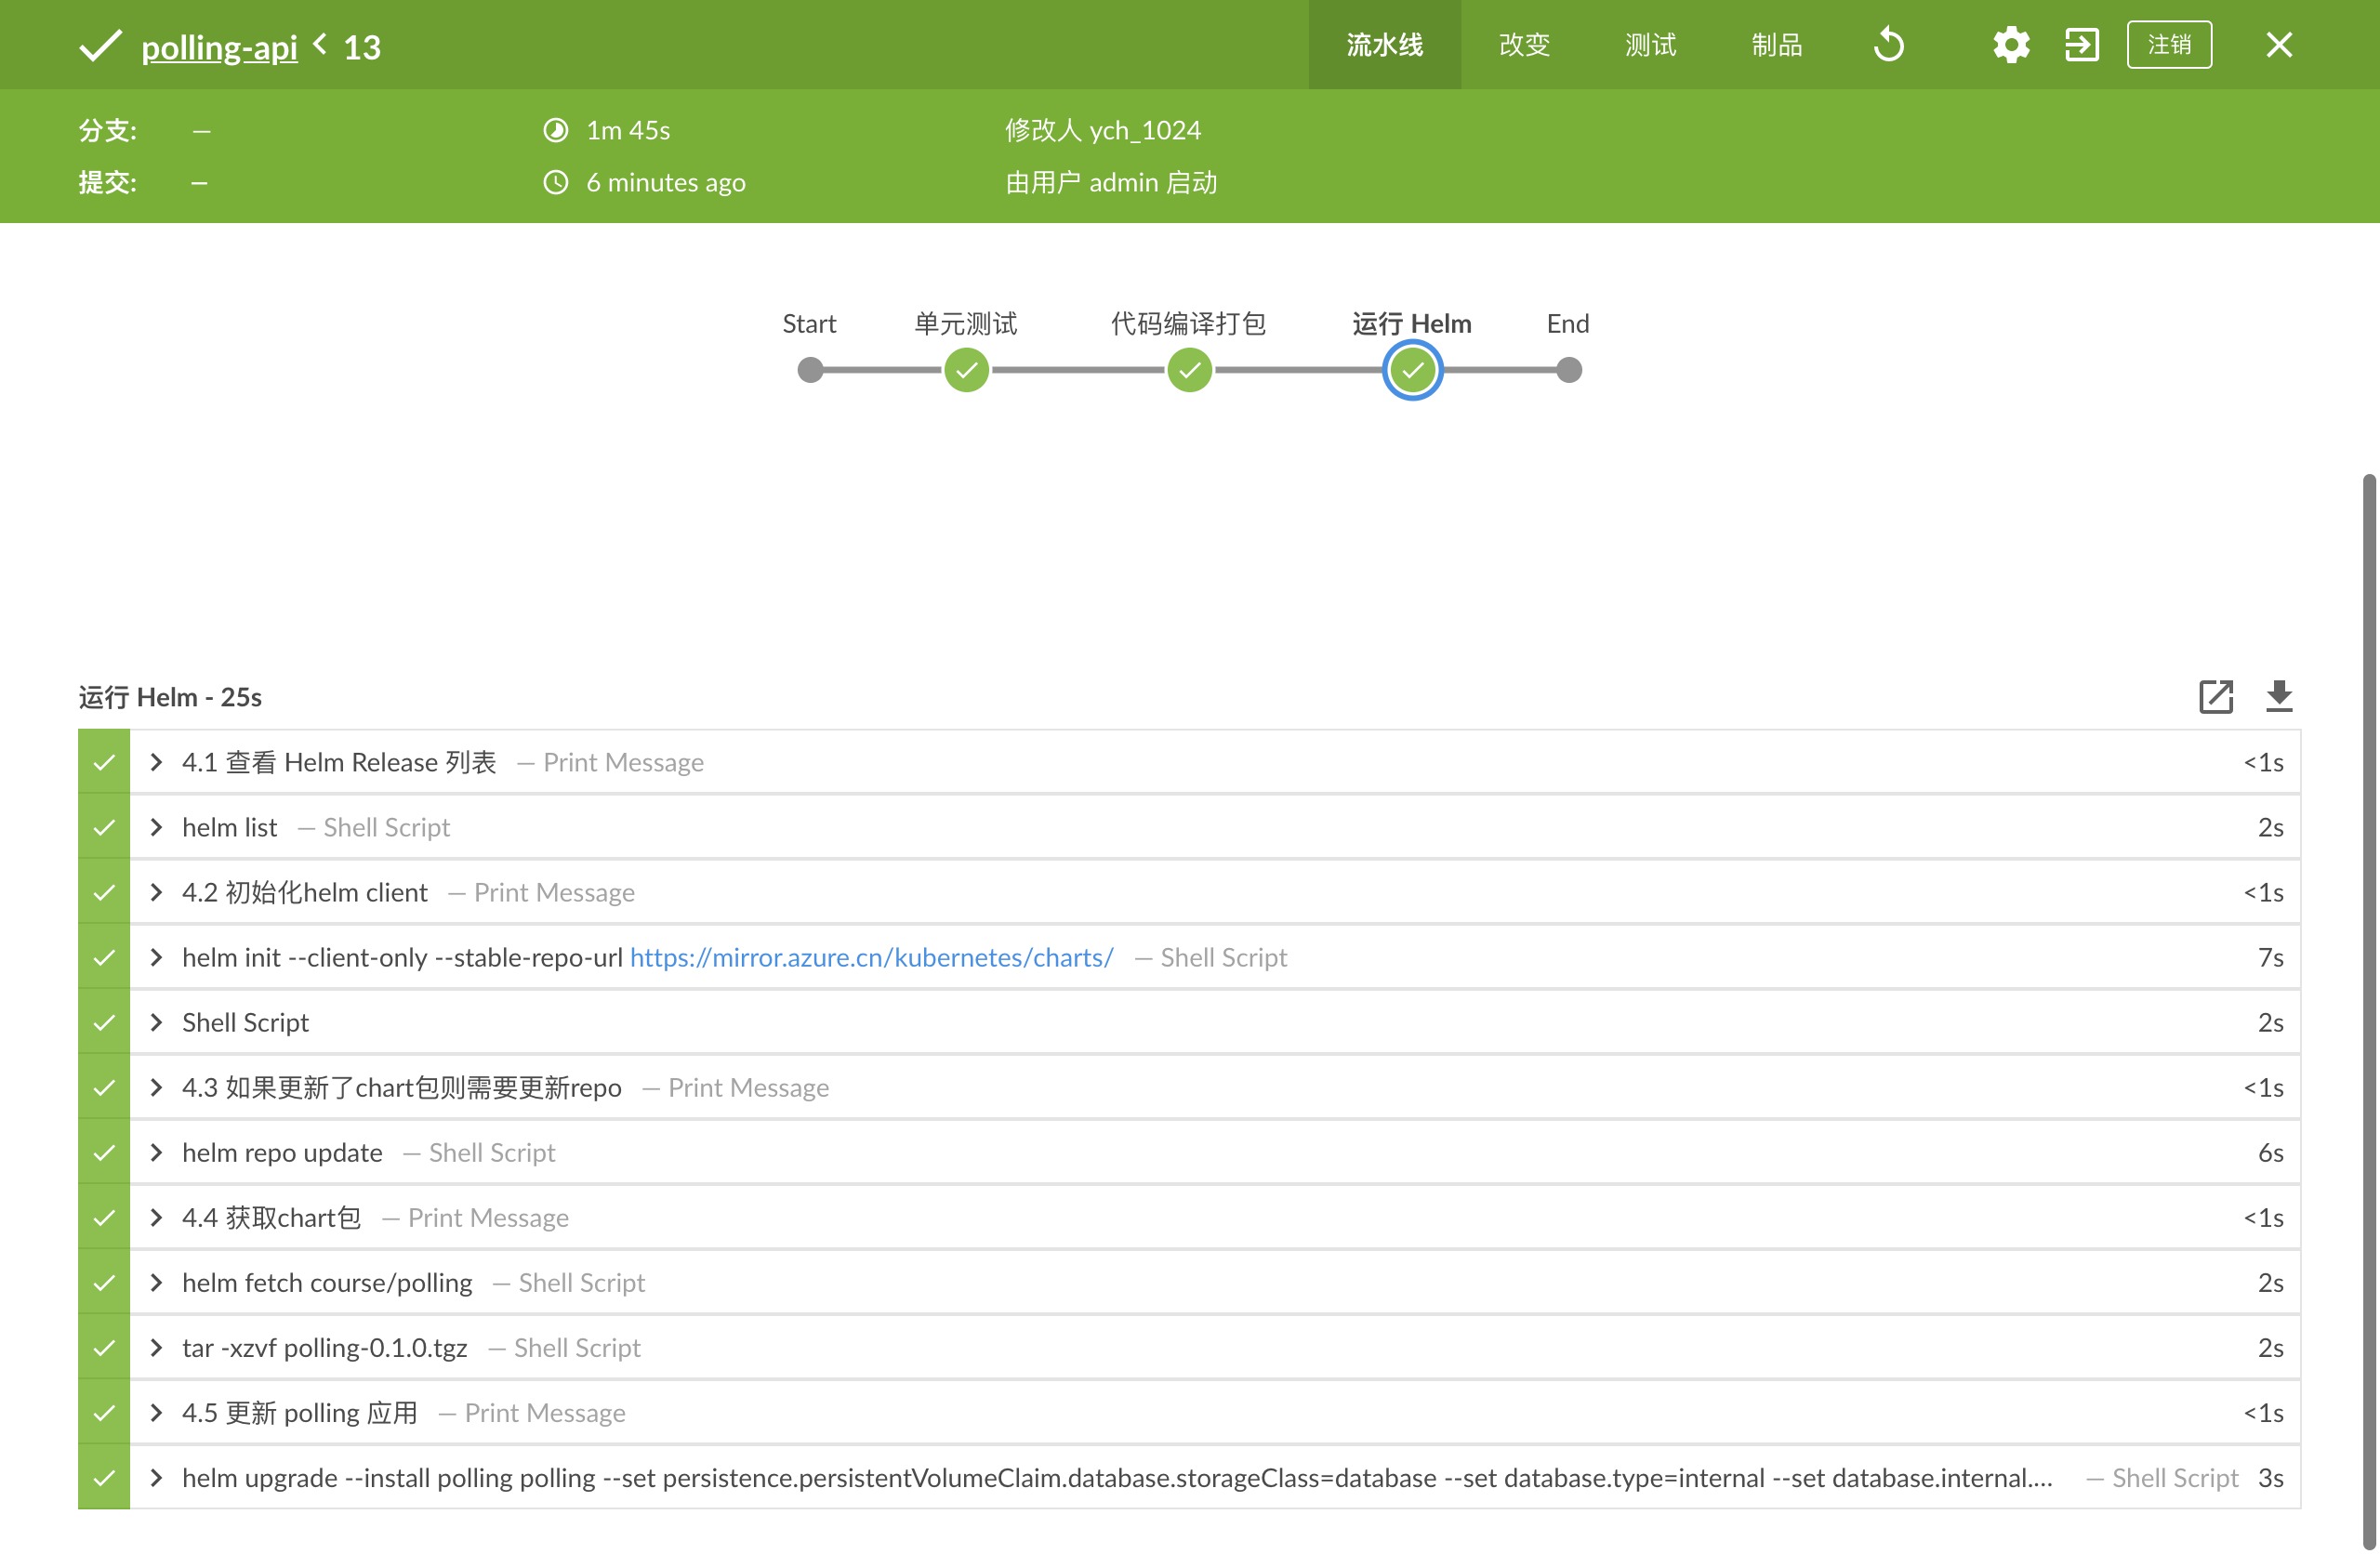 polling-api < 13
流水线 改变 测试 制品 注销
分支: — 1m 45s 修改人 ych_1024
提交: — 6 minutes ago 由用户 admin 启动
Start 单元测试 代码编译打包 运行 Helm End
运行 Helm - 25s
4.1 查看 Helm Release 列表 — Print Message <1s
helm list — Shell Script 2s
4.2 初始化helm client — Print Message <1s
helm init --client-only --stable-repo-url https://mirror.azure.cn/kubernetes/charts/ — Shell Script 7s
Shell Script 2s
4.3 如果更新了chart包则需要更新repo — Print Message <1s
helm repo update — Shell Script 6s
4.4 获取chart包 — Print Message <1s
helm fetch course/polling — Shell Script 2s
tar -xzvf polling-0.1.0.tgz — Shell Script 2s
4.5 更新 polling 应用 — Print Message <1s
helm upgrade --install polling polling --set persistence.persistentVolumeClaim.database.storageClass=database --set database.type=internal --set database.internal.... — Shell Script 3s